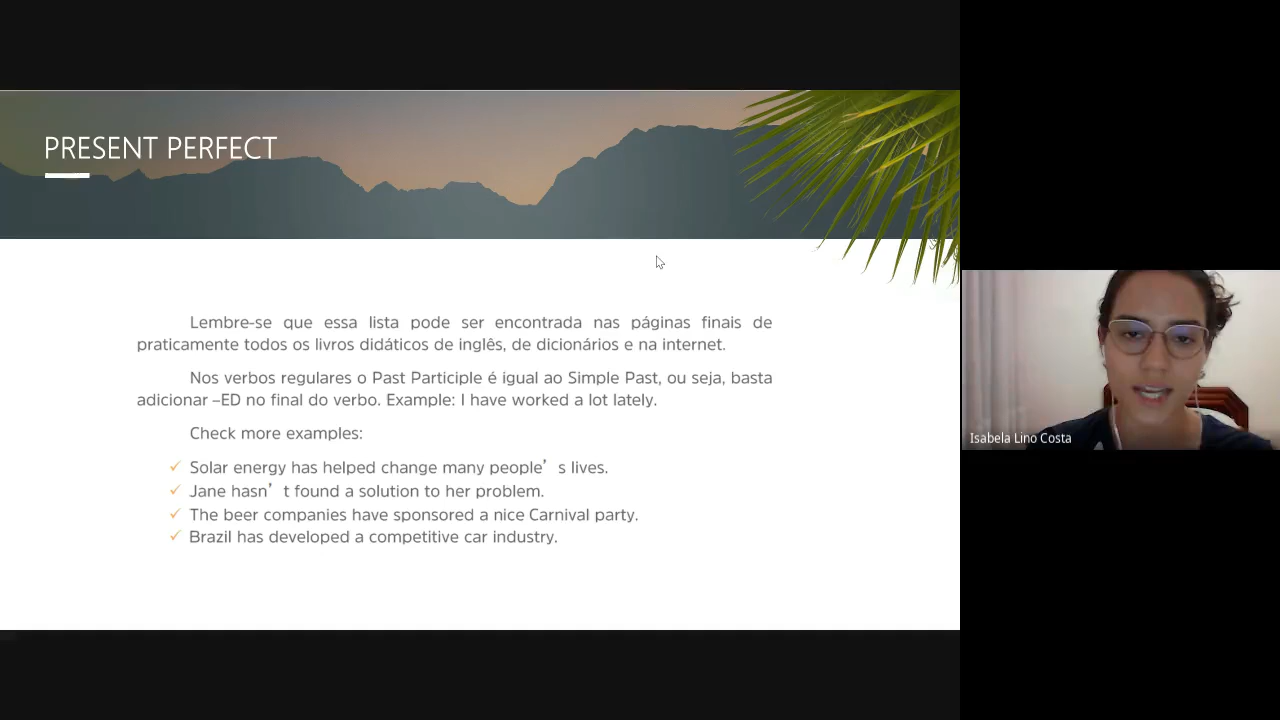 PRESENT PERFECT
Lembre-se que essa lista pode ser encontrada nas páginas finais de
praticamente todos os livros didáticos de inglês, de dicionários e na internet.
Nos verbos regulares o Past Participle é igual ao Simple Past, ou seja, basta
adicionar –ED no final do verbo. Example: I have worked a lot lately.
Check more examples:
✓ Solar energy has helped change many people’s lives.
✓ Jane hasn’t found a solution to her problem.
✓ The beer companies have sponsored a nice Carnival party.
✓ Brazil has developed a competitive car industry.
Isabela Lino Costa